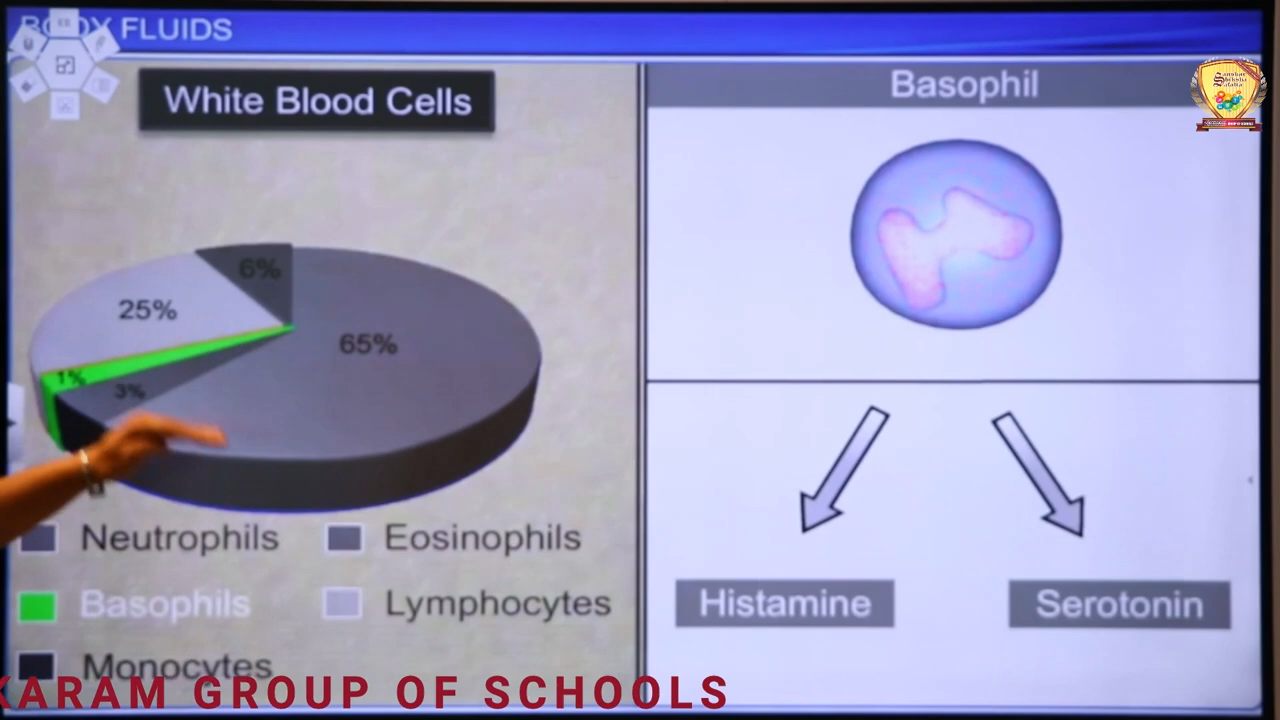 BODY FLUIDS
White Blood Cells
6%
25%
65%
1%
3%
Neutrophils
Eosinophils
Basophils
Lymphocytes
Monocytes
Basophil
Histamine
Serotonin
KARAM GROUP OF SCHOOLS